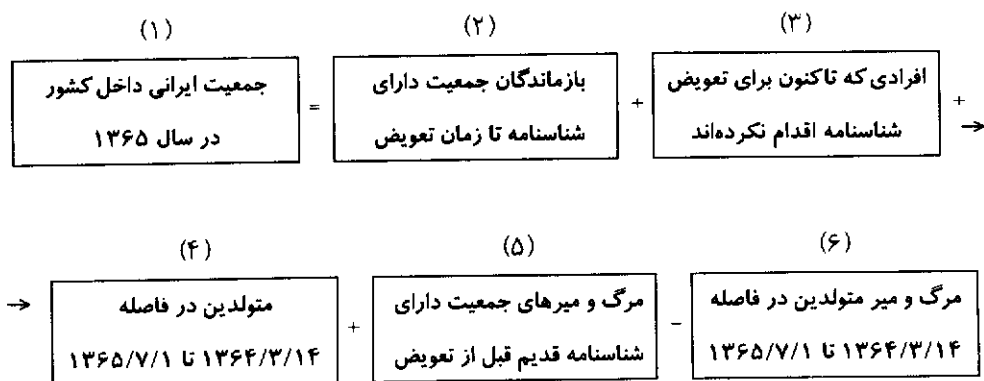 (۱) (۲) (۳)
جمعیت ایرانی داخل کشور
در سال ۱۳۶۵
=
بازماندگان جمعیت دارای
شناسنامه تا زمان تعویض
+
افرادی که تاکنون برای تعویض
شناسنامه اقدام نکرده‌اند
+
→
(۴) (۵) (۶)
→
متولدین در فاصله
۱۳۶۴/۳/۱۴ تا ۱۳۶۵/۷/۱
+
مرگ و میرهای جمعیت دارای
شناسنامه قدیم قبل از تعویض
−
مرگ و میر متولدین در فاصله
۱۳۶۴/۳/۱۴ تا ۱۳۶۵/۷/۱